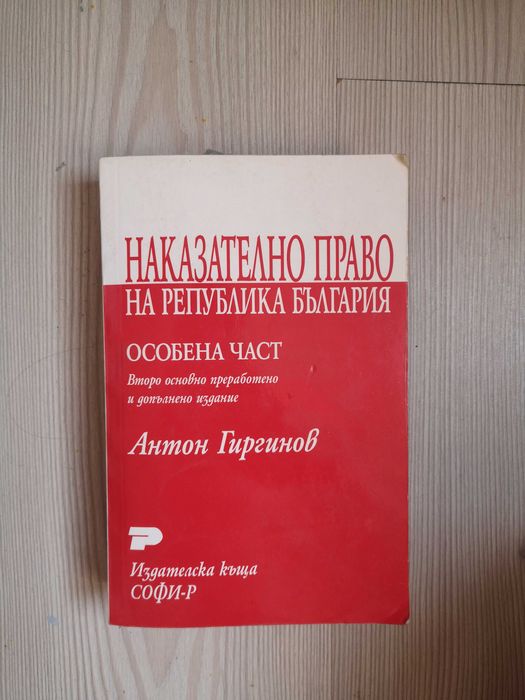 НАКАЗАТЕЛНО ПРАВО
НА РЕПУБЛИКА БЪЛГАРИЯ
ОСОБЕНА ЧАСТ
Второ основно преработено
и допълнено издание
Антон Гиргинов
Р
Издателска къща
СОФИ-Р